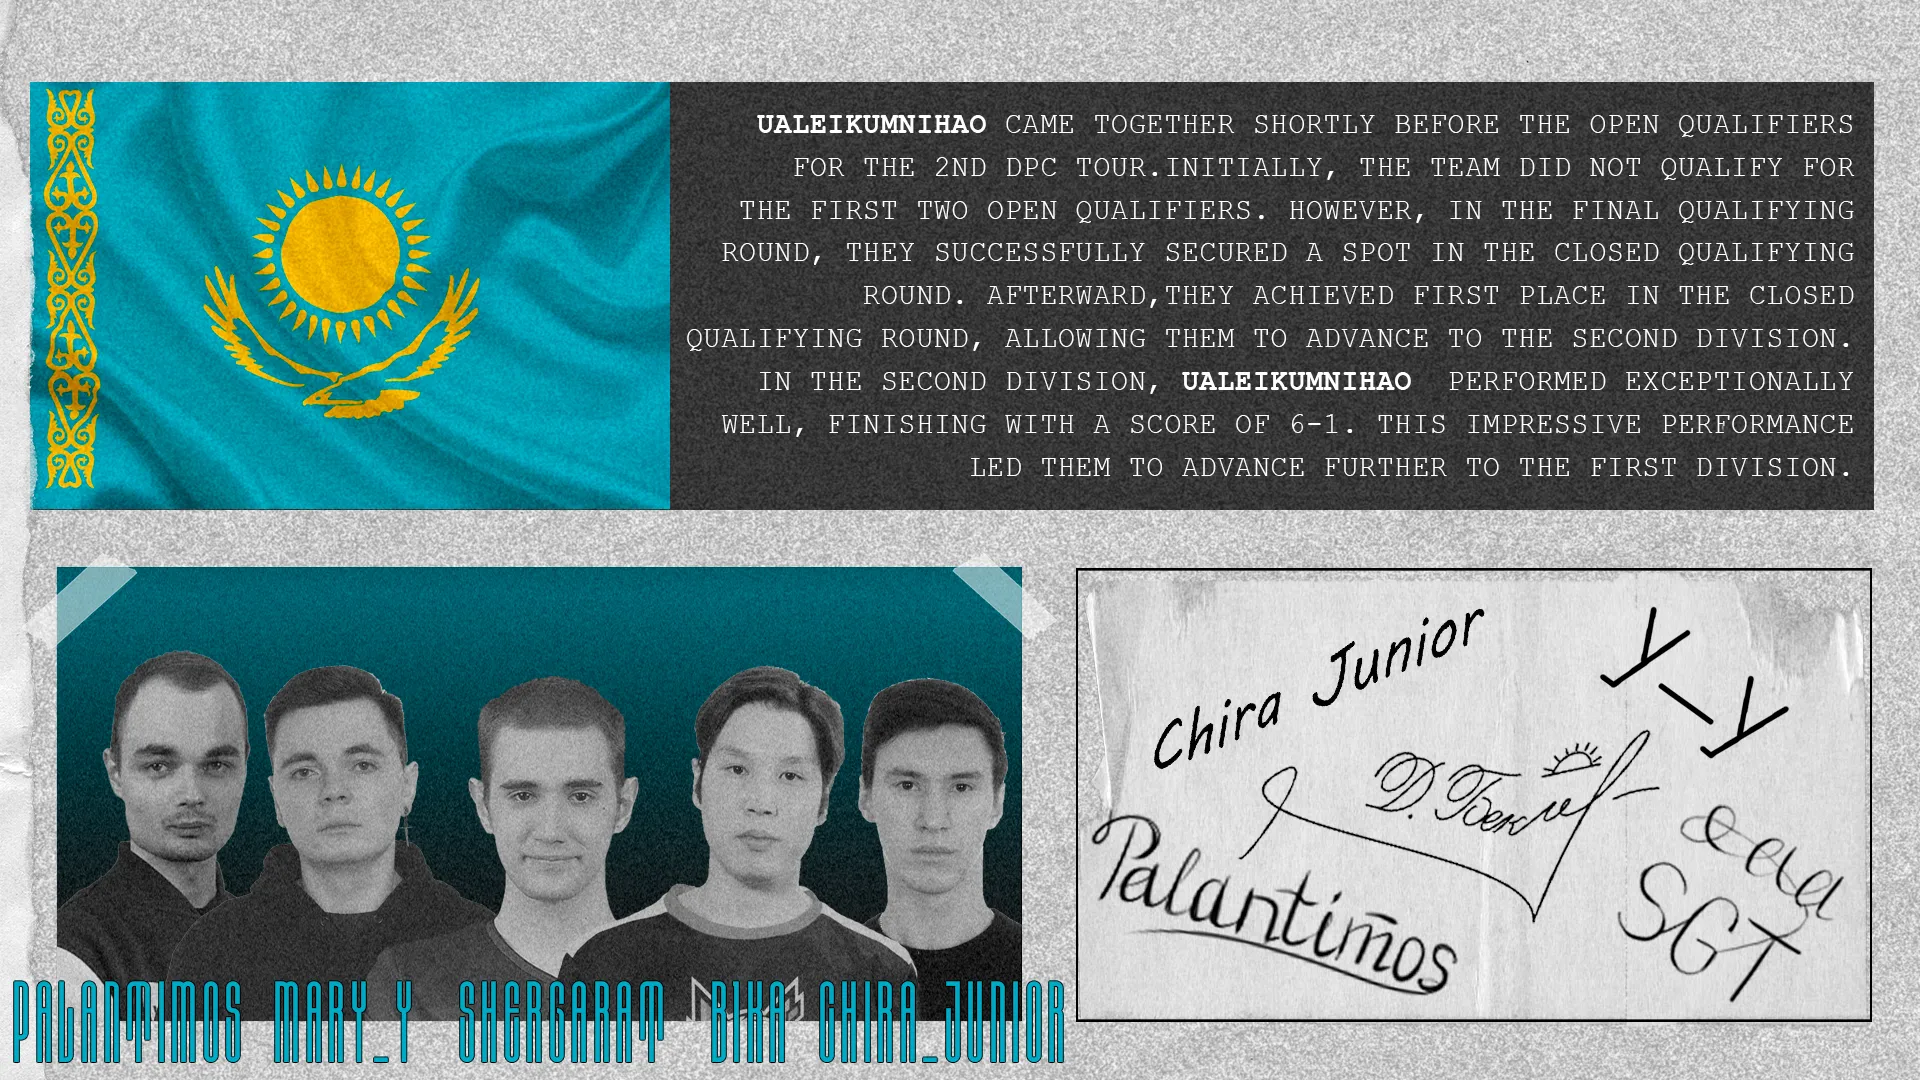 UALEIKUMNIHAO CAME TOGETHER SHORTLY BEFORE THE OPEN QUALIFIERS
FOR THE 2ND DPC TOUR.INITIALLY, THE TEAM DID NOT QUALIFY FOR
THE FIRST TWO OPEN QUALIFIERS. HOWEVER, IN THE FINAL QUALIFYING
ROUND, THEY SUCCESSFULLY SECURED A SPOT IN THE CLOSED QUALIFYING
ROUND. AFTERWARD,THEY ACHIEVED FIRST PLACE IN THE CLOSED
QUALIFYING ROUND, ALLOWING THEM TO ADVANCE TO THE SECOND DIVISION.
IN THE SECOND DIVISION, UALEIKUMNIHAO PERFORMED EXCEPTIONALLY
WELL, FINISHING WITH A SCORE OF 6-1. THIS IMPRESSIVE PERFORMANCE
LED THEM TO ADVANCE FURTHER TO THE FIRST DIVISION.
PALANTIMOS MARY_Y SHERGARAT BIKA CHIRA_JUNIOR
Chira Junior
y_y
Palantimos
SGT